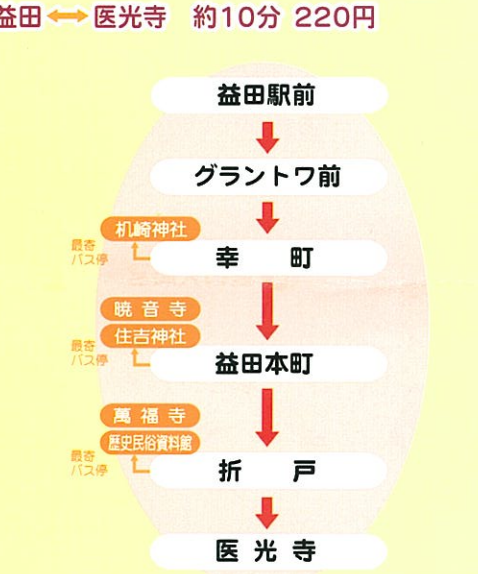 益田⟷医光寺 約10分 220円
益田駅前
グラントワ前
机崎神社
最寄
バス停
幸町
暁音寺
住吉神社
最寄
バス停
益田本町
萬福寺
歴史民俗資料館
最寄
バス停
折戸
医光寺